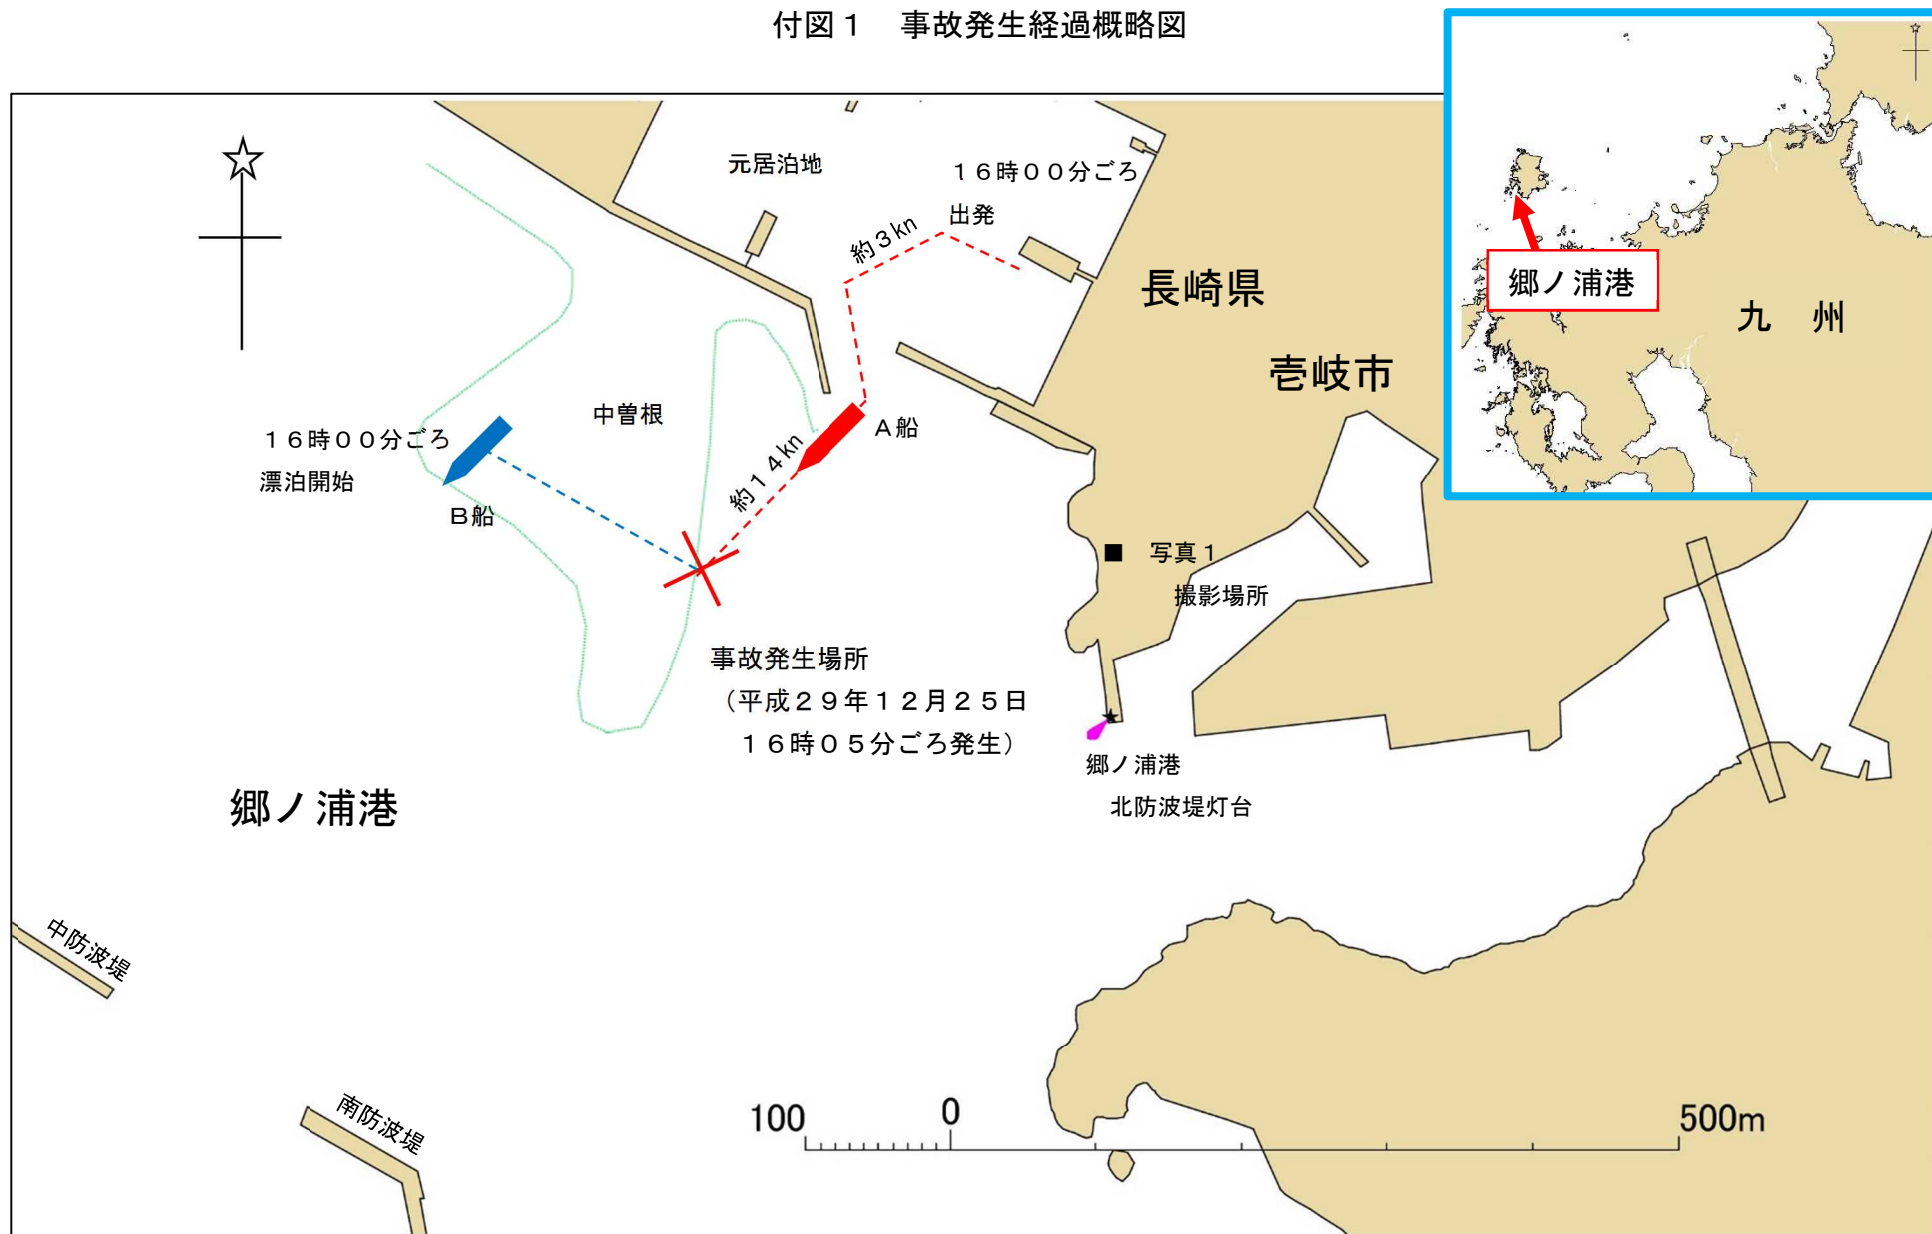 付図１　事故発生経過概略図
郷ノ浦港
九　州
元居泊地
１６時００分ごろ
出発
約３kn
長崎県
壱岐市
中曽根
A船
１６時００分ごろ
漂泊開始
約１４kn
B船
写真１
撮影場所
事故発生場所
（平成２９年１２月２５日
１６時０５分ごろ発生）
郷ノ浦港
北防波堤灯台
郷ノ浦港
中防波堤
南防波堤
100
0
500m